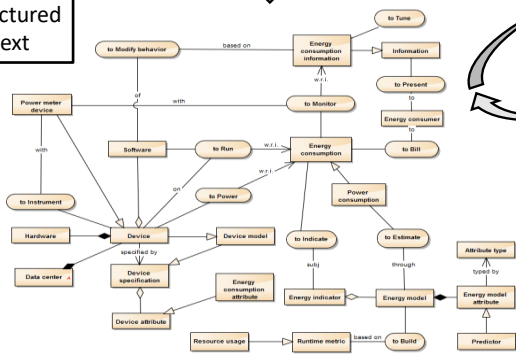 ctured
ext
to Tune
to Modify behavior
based on
Energy
consumption
information
Information
w.r.i.
to Present
of
to
Power meter
device
with
to Monitor
Energy consumer
to
with
Software
to Run
w.r.i.
Energy
consumption
to Bill
w.r.i.
on
to Power
Power
consumption
to Instrument
Hardware
Device
Device model
to Indicate
to Estimate
Attribute type
specified by
typed by
Data center
Device
specification
subj
through
Energy
consumption
attribute
Energy indicator
Energy model
Energy model
attribute
Device attribute
Resource usage
Runtime metric
based on
to Build
Predictor